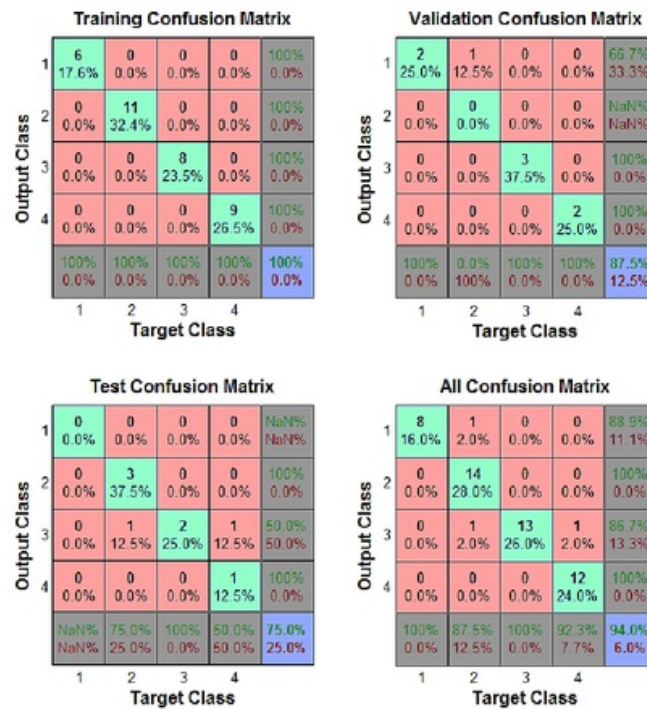 Training Confusion Matrix
1 6 0 0 0 100%
17.6% 0.0% 0.0% 0.0% 0.0%
2 0 11 0 0 100%
0.0% 32.4% 0.0% 0.0% 0.0%
3 0 0 8 0 100%
0.0% 0.0% 23.5% 0.0% 0.0%
4 0 0 0 9 100%
0.0% 0.0% 0.0% 26.5% 0.0%
100% 100% 100% 100% 100%
0.0% 0.0% 0.0% 0.0% 0.0%
1 2 3 4
Target Class
Output Class
Validation Confusion Matrix
1 2 1 0 0 66.7%
25.0% 12.5% 0.0% 0.0% 33.3%
2 0 0 0 0 NaN%
0.0% 0.0% 0.0% 0.0% NaN%
3 0 0 3 0 100%
0.0% 0.0% 37.5% 0.0% 0.0%
4 0 0 0 2 100%
0.0% 0.0% 0.0% 25.0% 0.0%
100% 0.0% 100% 100% 87.5%
0.0% 100% 0.0% 0.0% 12.5%
1 2 3 4
Target Class
Output Class
Test Confusion Matrix
1 0 0 0 0 NaN%
0.0% 0.0% 0.0% 0.0% NaN%
2 0 3 0 0 100%
0.0% 37.5% 0.0% 0.0% 0.0%
3 0 1 2 1 50.0%
0.0% 12.5% 25.0% 12.5% 50.0%
4 0 0 0 1 100%
0.0% 0.0% 0.0% 12.5% 0.0%
NaN% 75.0% 100% 50.0% 75.0%
NaN% 25.0% 0.0% 50.0% 25.0%
1 2 3 4
Target Class
Output Class
All Confusion Matrix
1 8 1 0 0 88.9%
16.0% 2.0% 0.0% 0.0% 11.1%
2 0 14 0 0 100%
0.0% 28.0% 0.0% 0.0% 0.0%
3 0 1 13 1 86.7%
0.0% 2.0% 26.0% 2.0% 13.3%
4 0 0 0 12 100%
0.0% 0.0% 0.0% 24.0% 0.0%
100% 87.5% 100% 92.3% 94.0%
0.0% 12.5% 0.0% 7.7% 6.0%
1 2 3 4
Target Class
Output Class